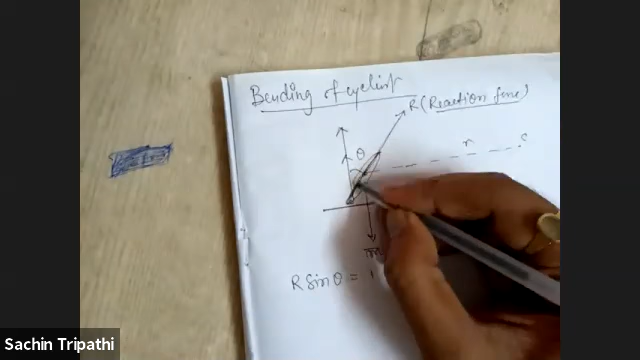 Bending of cyclist
R (Reaction force)
θ
r
c
R sin θ =
Sachin Tripathi